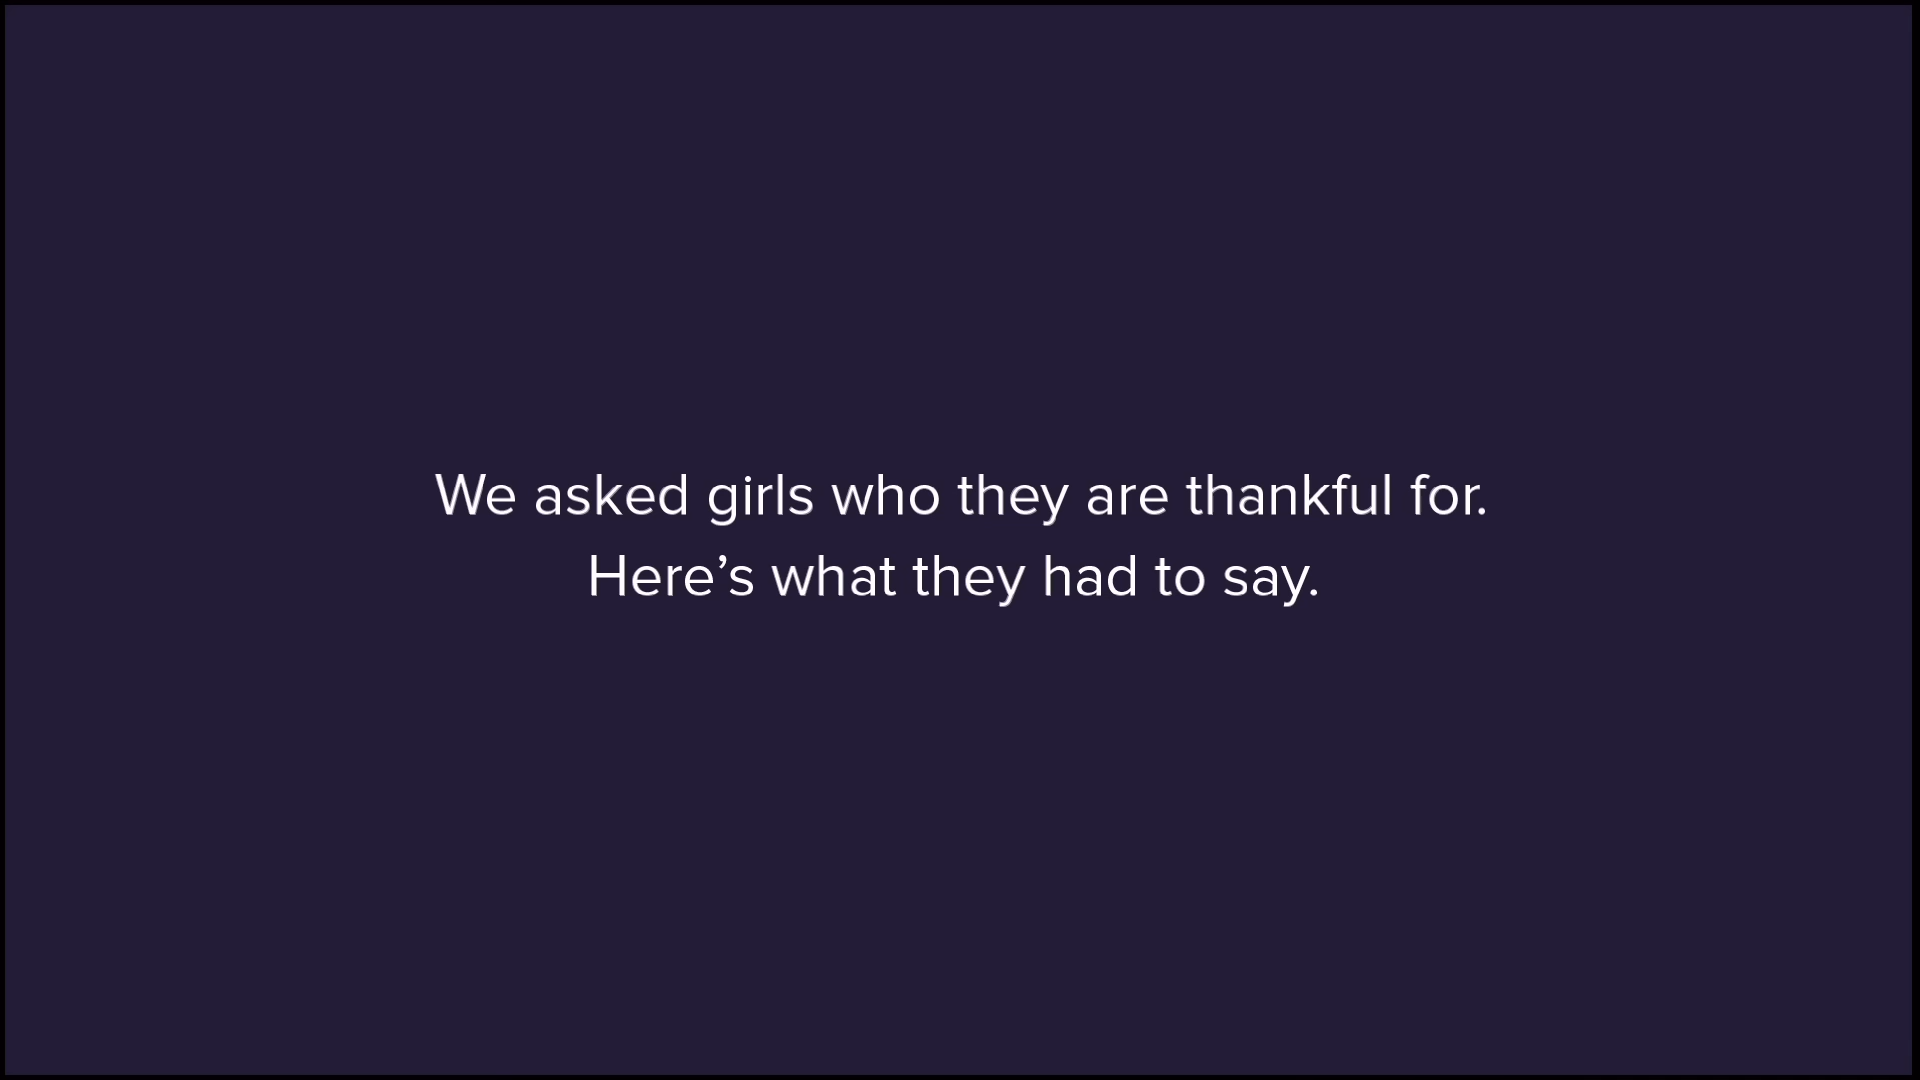 We asked girls who they are thankful for.
Here’s what they had to say.